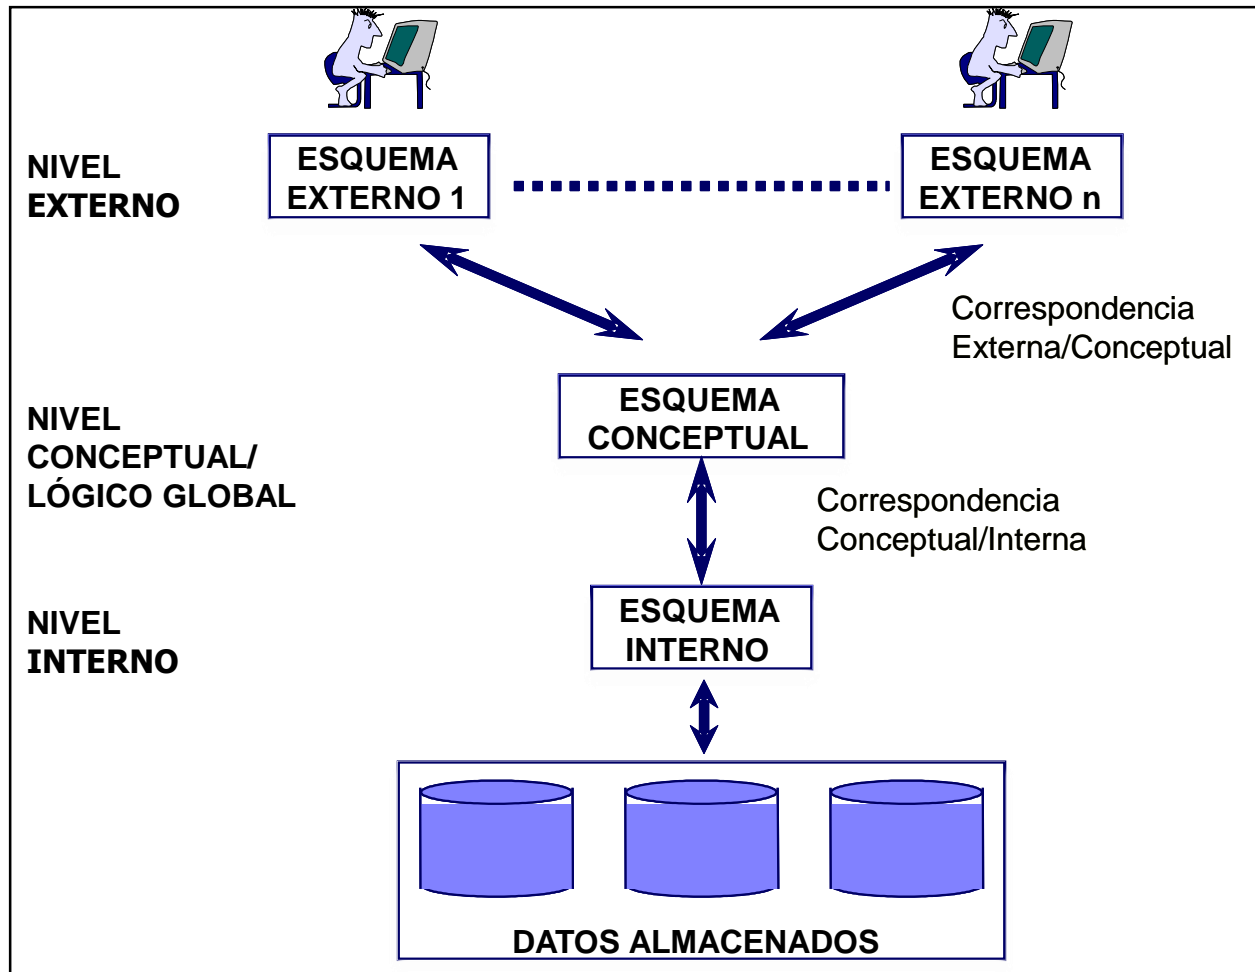 NIVEL
EXTERNO
ESQUEMA
EXTERNO 1
ESQUEMA
EXTERNO n
Correspondencia
Externa/Conceptual
NIVEL
CONCEPTUAL/
LÓGICO GLOBAL
ESQUEMA
CONCEPTUAL
Correspondencia
Conceptual/Interna
NIVEL
INTERNO
ESQUEMA
INTERNO
DATOS ALMACENADOS